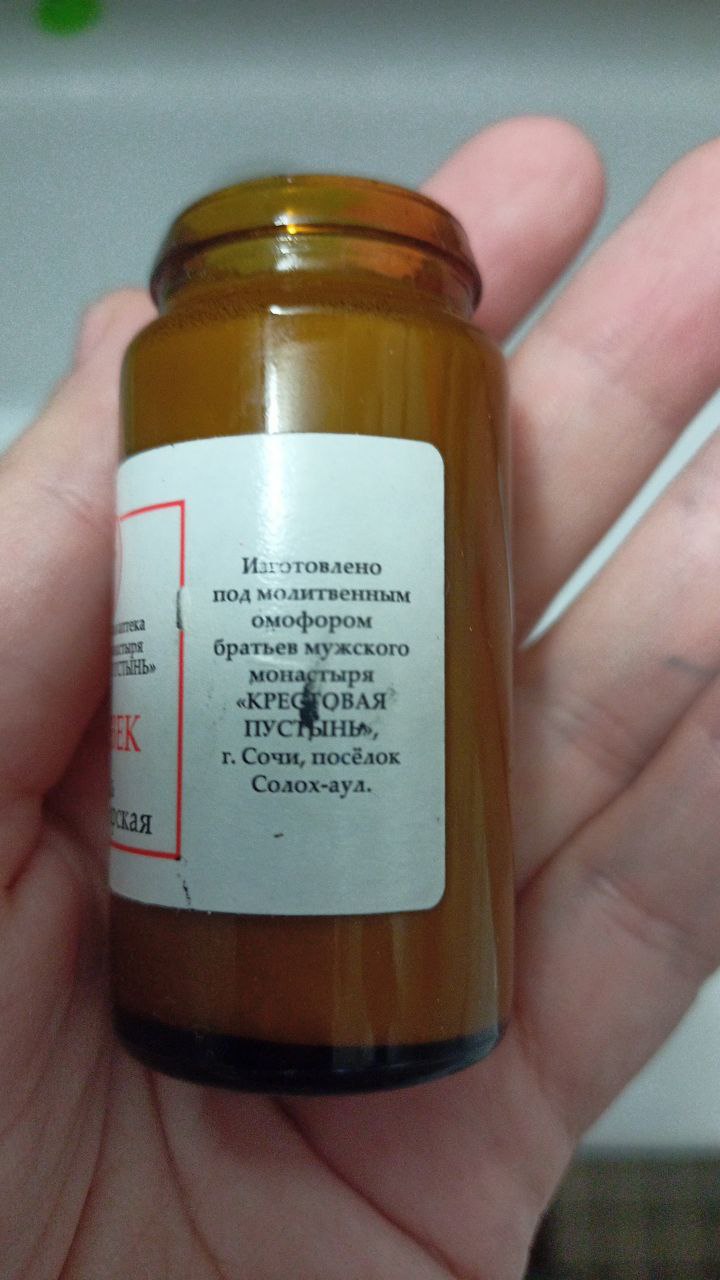 Изготовлено
под молитвенным
омофором
братьев мужского
монастыря
«КРЕСТОВАЯ
ПУСТЫНЬ»,
г. Сочи, посёлок
Солох-аул.